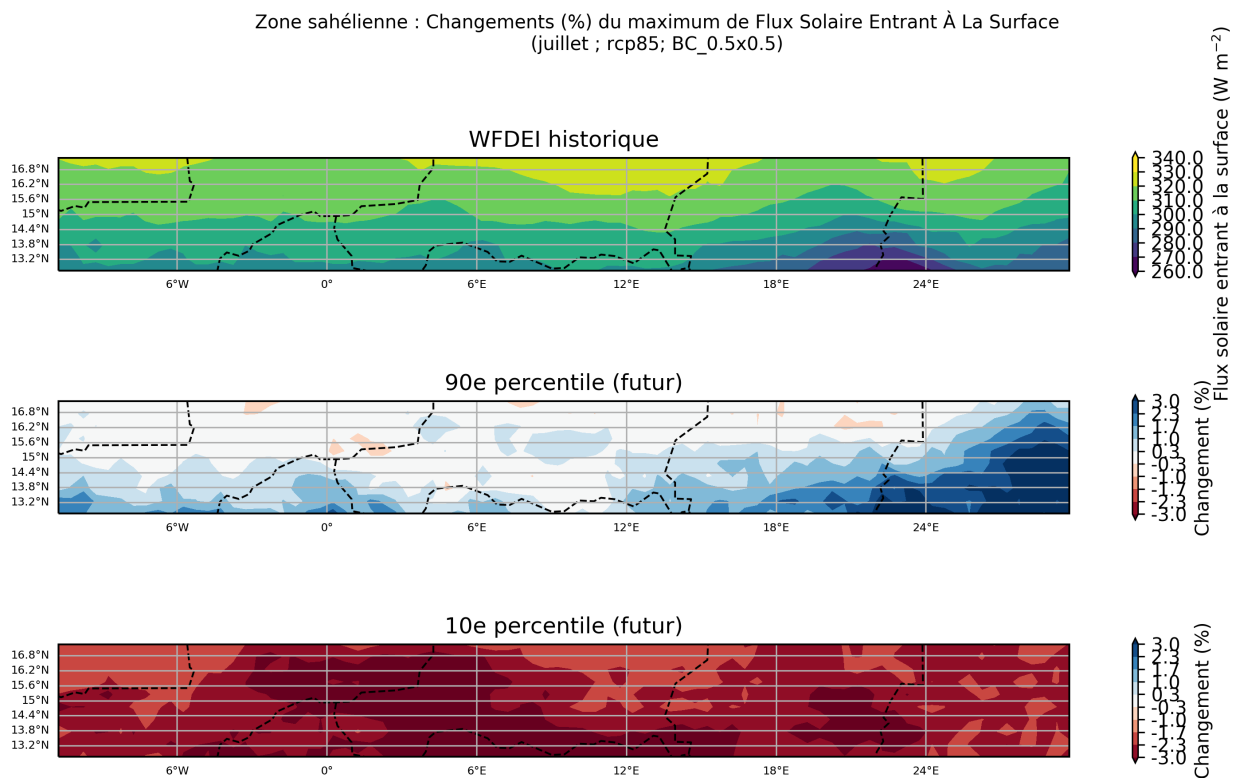 Zone sahélienne : Changements (%) du maximum de Flux Solaire Entrant À La Surface
(juillet ; rcp85; BC_0.5x0.5)
WFDEI historique
16.8°N
16.2°N
15.6°N
15°N
14.4°N
13.8°N
13.2°N
6°W 0° 6°E 12°E 18°E 24°E
340.0
330.0
320.0
310.0
300.0
290.0
280.0
270.0
260.0
Flux solaire entrant à la surface (W m⁻²)
90e percentile (futur)
16.8°N
16.2°N
15.6°N
15°N
14.4°N
13.8°N
13.2°N
6°W 0° 6°E 12°E 18°E 24°E
3.0
2.3
1.7
1.0
0.3
-0.3
-1.0
-1.7
-2.3
-3.0
Changement (%)
10e percentile (futur)
16.8°N
16.2°N
15.6°N
15°N
14.4°N
13.8°N
13.2°N
6°W 0° 6°E 12°E 18°E 24°E
3.0
2.3
1.7
1.0
0.3
-0.3
-1.0
-1.7
-2.3
-3.0
Changement (%)